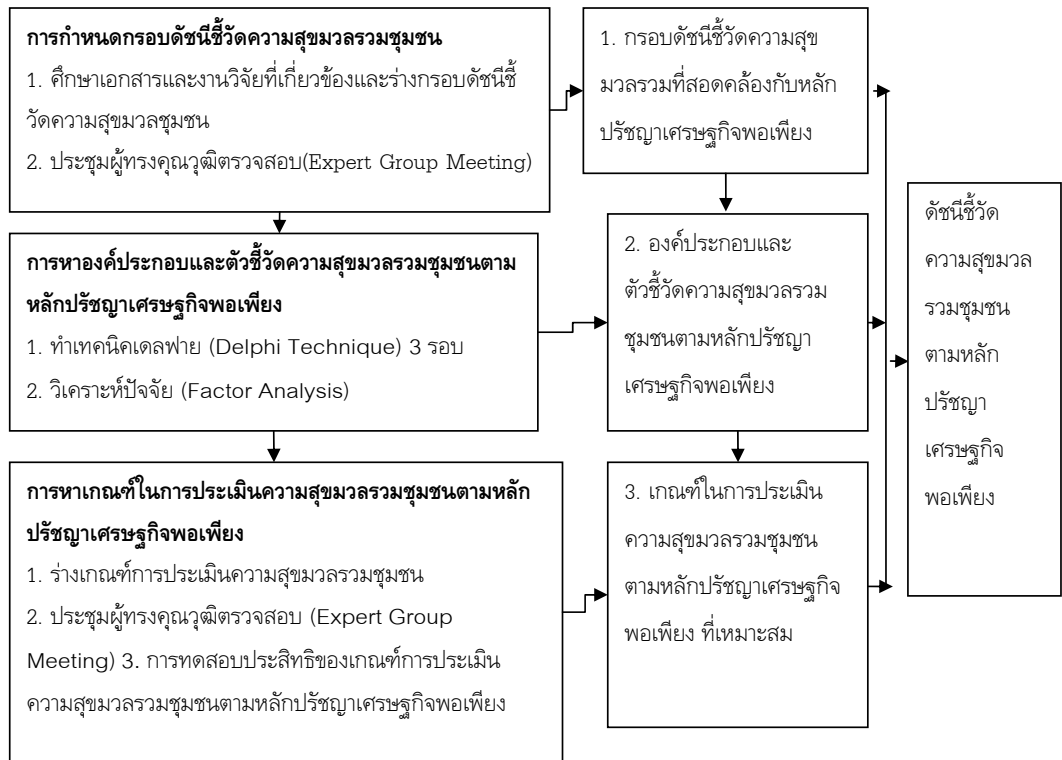 การกำหนดกรอบดัชนีชี้วัดความสุขมวลรวมชุมชน
1. ศึกษาเอกสารและงานวิจัยที่เกี่ยวข้องและร่างกรอบดัชนีชี้
วัดความสุขมวลชุมชน
2. ประชุมผู้ทรงคุณวุฒิตรวจสอบ(Expert Group Meeting)
1. กรอบดัชนีชี้วัดความสุข
มวลรวมที่สอดคล้องกับหลัก
ปรัชญาเศรษฐกิจพอเพียง
การหาองค์ประกอบและตัวชี้วัดความสุขมวลรวมชุมชนตาม
หลักปรัชญาเศรษฐกิจพอเพียง
1. ทำเทคนิคเดลฟาย (Delphi Technique) 3 รอบ
2. วิเคราะห์ปัจจัย (Factor Analysis)
2. องค์ประกอบและ
ตัวชี้วัดความสุขมวลรวม
ชุมชนตามหลักปรัชญา
เศรษฐกิจพอเพียง
การหาเกณฑ์ในการประเมินความสุขมวลรวมชุมชนตามหลัก
ปรัชญาเศรษฐกิจพอเพียง
1. ร่างเกณฑ์การประเมินความสุขมวลรวมชุมชน
2. ประชุมผู้ทรงคุณวุฒิตรวจสอบ (Expert Group
Meeting) 3. การทดสอบประสิทธิของเกณฑ์การประเมิน
ความสุขมวลรวมชุมชนตามหลักปรัชญาเศรษฐกิจพอเพียง
3. เกณฑ์ในการประเมิน
ความสุขมวลรวมชุมชน
ตามหลักปรัชญาเศรษฐกิจ
พอเพียง ที่เหมาะสม
ดัชนีชี้วัด
ความสุขมวล
รวมชุมชน
ตามหลัก
ปรัชญา
เศรษฐกิจ
พอเพียง